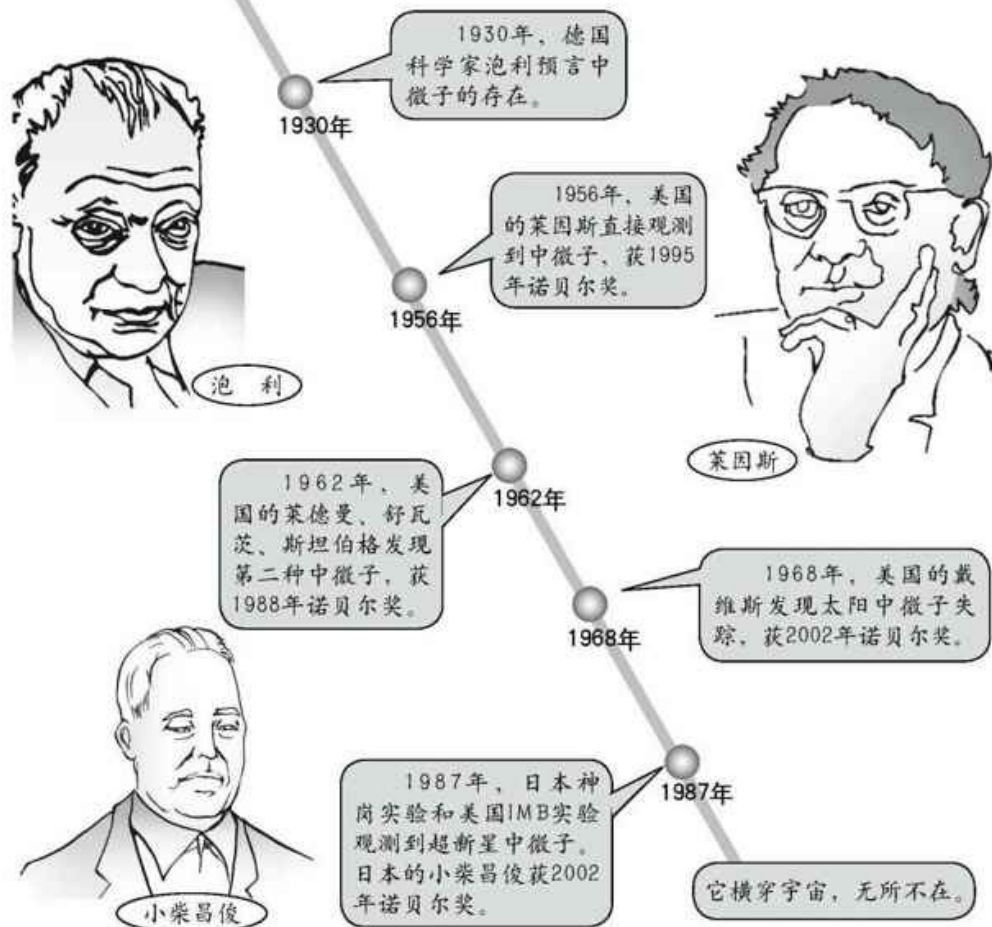 1930年，德国
科学家泡利预言中
微子的存在。
1930年
1956年，美国
的莱因斯直接观测
到中微子，获1995
年诺贝尔奖。
1956年
泡 利
莱因斯
1962年，美
国的莱德曼、舒瓦
茨、斯坦伯格发现
第二种中微子，获
1988年诺贝尔奖。
1962年
1968年，美国的戴
维斯发现太阳中微子失
踪，获2002年诺贝尔奖。
1968年
1987年，日本神
岗实验和美国IMB实验
观测到超新星中微子。
日本的小柴昌俊获2002
年诺贝尔奖。
1987年
小柴昌俊
它横穿宇宙，无所不在。